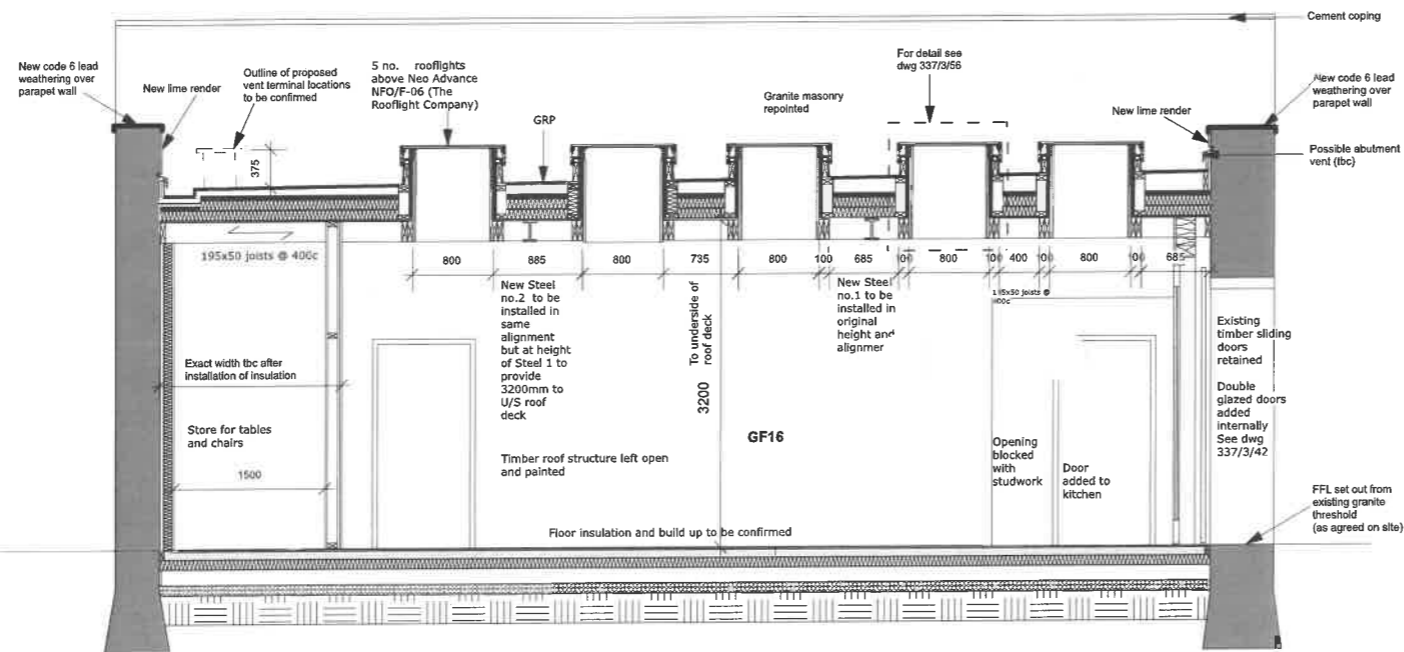 Cement coping
New code 6 lead
weathering over
parapet wall
New lime render
Outline of proposed
vent terminal locations
to be confirmed
5 no. rooflights
above Neo Advance
NFO/F-06 (The
Rooflight Company)
GRP
Granite masonry
repointed
For detail see
dwg 337/3/56
New lime render
New code 6 lead
weathering over
parapet wall
Possible abutment
vent (tbc)
375
195x50 joists @ 400c
800
885
800
735
800
100
685
800
400
800
685
New Steel
no.2 to be
installed in
same
alignment
but at height
of Steel 1 to
provide
3200mm to
U/S roof
deck
3200
To underside of
roof deck
New Steel
no.1 to be
installed in
original
height and
alignmer
joists @
Existing
timber sliding
doors
retained
Double
glazed doors
added
internally
See dwg
337/3/42
Exact width tbc after
installation of insulation
Store for tables
and chairs
1500
Timber roof structure left open
and painted
GF16
Opening
blocked
with
studwork
Door
added to
kitchen
FFL set out from
existing granite
threshold
(as agreed on site)
Floor insulation and build up to be confirmed